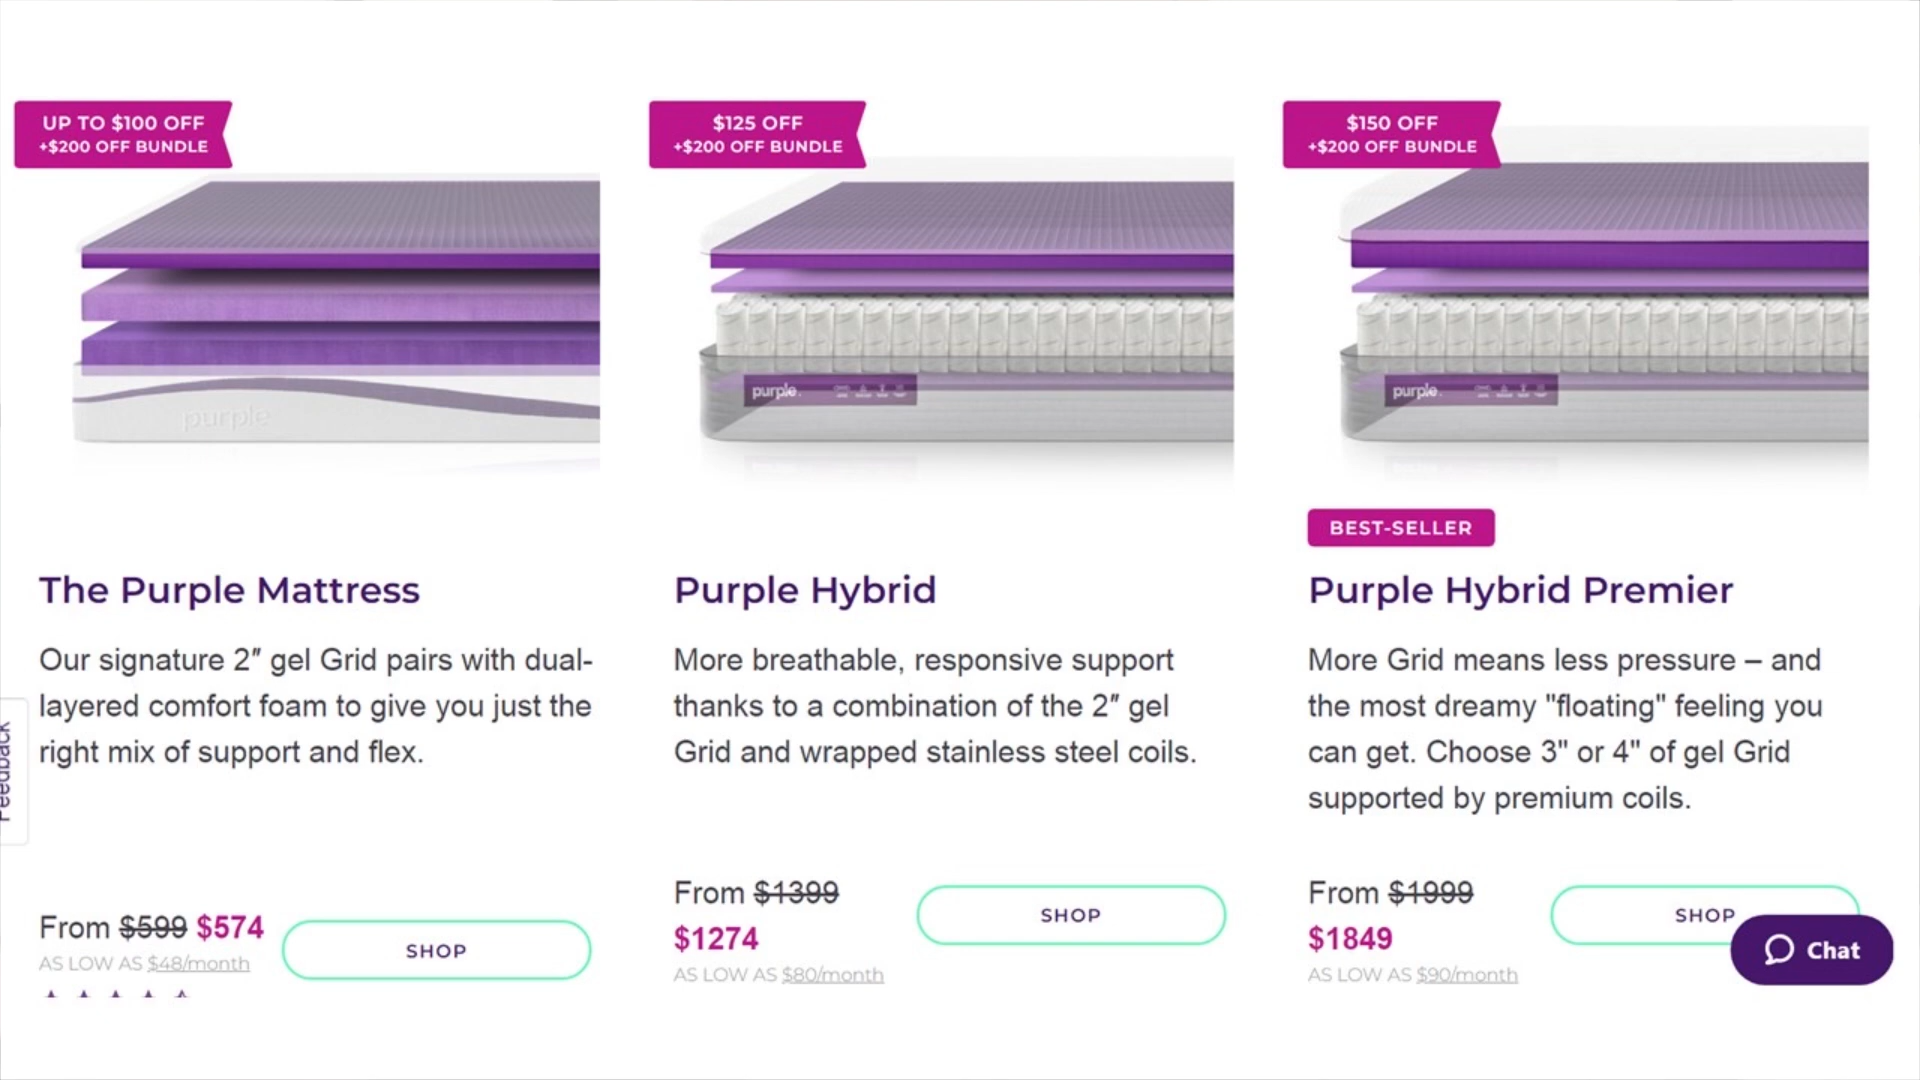 UP TO $100 OFF
+$200 OFF BUNDLE
purple
The Purple Mattress
Our signature 2″ gel Grid pairs with dual-
layered comfort foam to give you just the
right mix of support and flex.
From $599 $574
AS LOW AS $48/month
SHOP
$125 OFF
+$200 OFF BUNDLE
purple.
Purple Hybrid
More breathable, responsive support
thanks to a combination of the 2″ gel
Grid and wrapped stainless steel coils.
From $1399
$1274
AS LOW AS $80/month
SHOP
$150 OFF
+$200 OFF BUNDLE
purple.
BEST-SELLER
Purple Hybrid Premier
More Grid means less pressure – and
the most dreamy "floating" feeling you
can get. Choose 3" or 4" of gel Grid
supported by premium coils.
From $1999
$1849
AS LOW AS $90/month
SHOP
Chat
Feedback